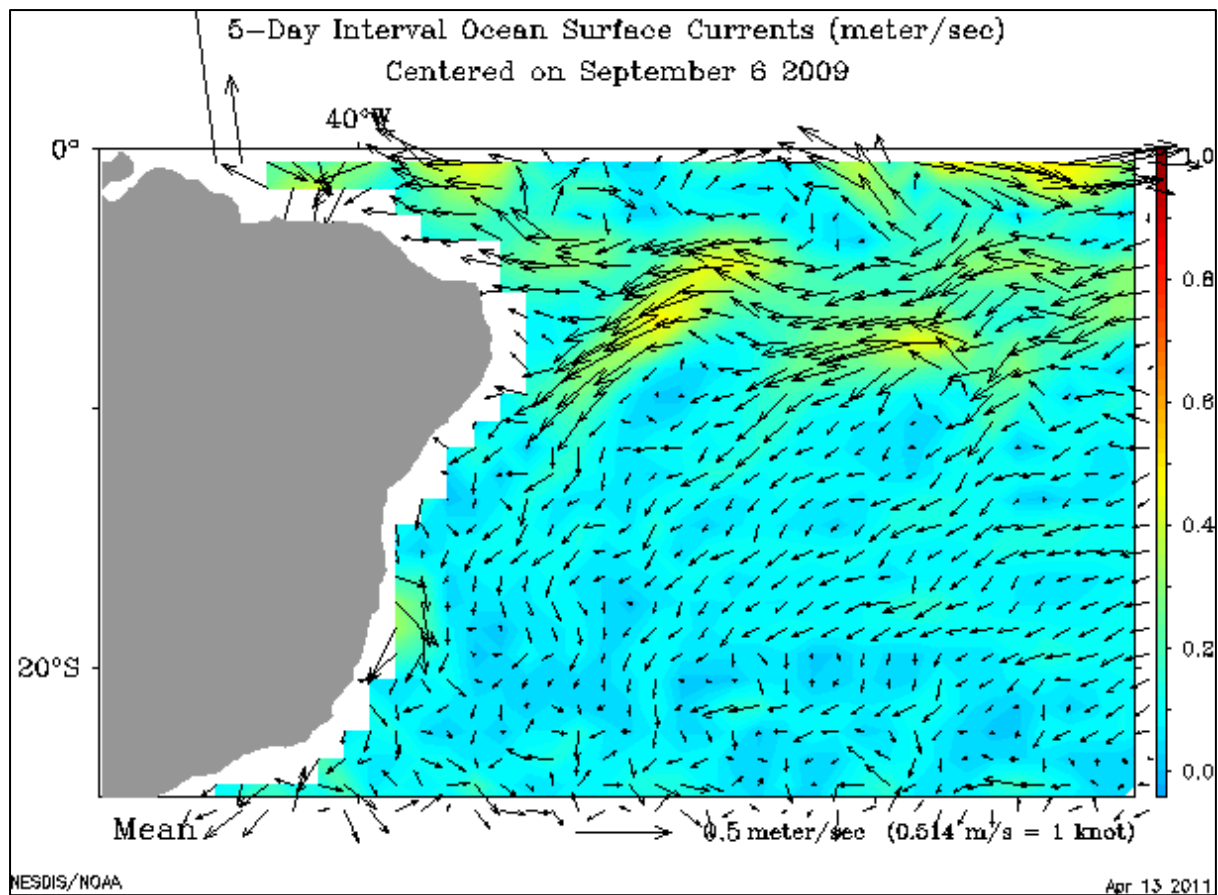 5-Day Interval Ocean Surface Currents (meter/sec)
Centered on September 6 2009
40°W
0°
1.0
0.8
0.6
0.4
0.2
0.0
20°S
Mean
0.5 meter/sec (0.514 m/s = 1 knot)
NESDIS/NOAA
Apr 13 2011